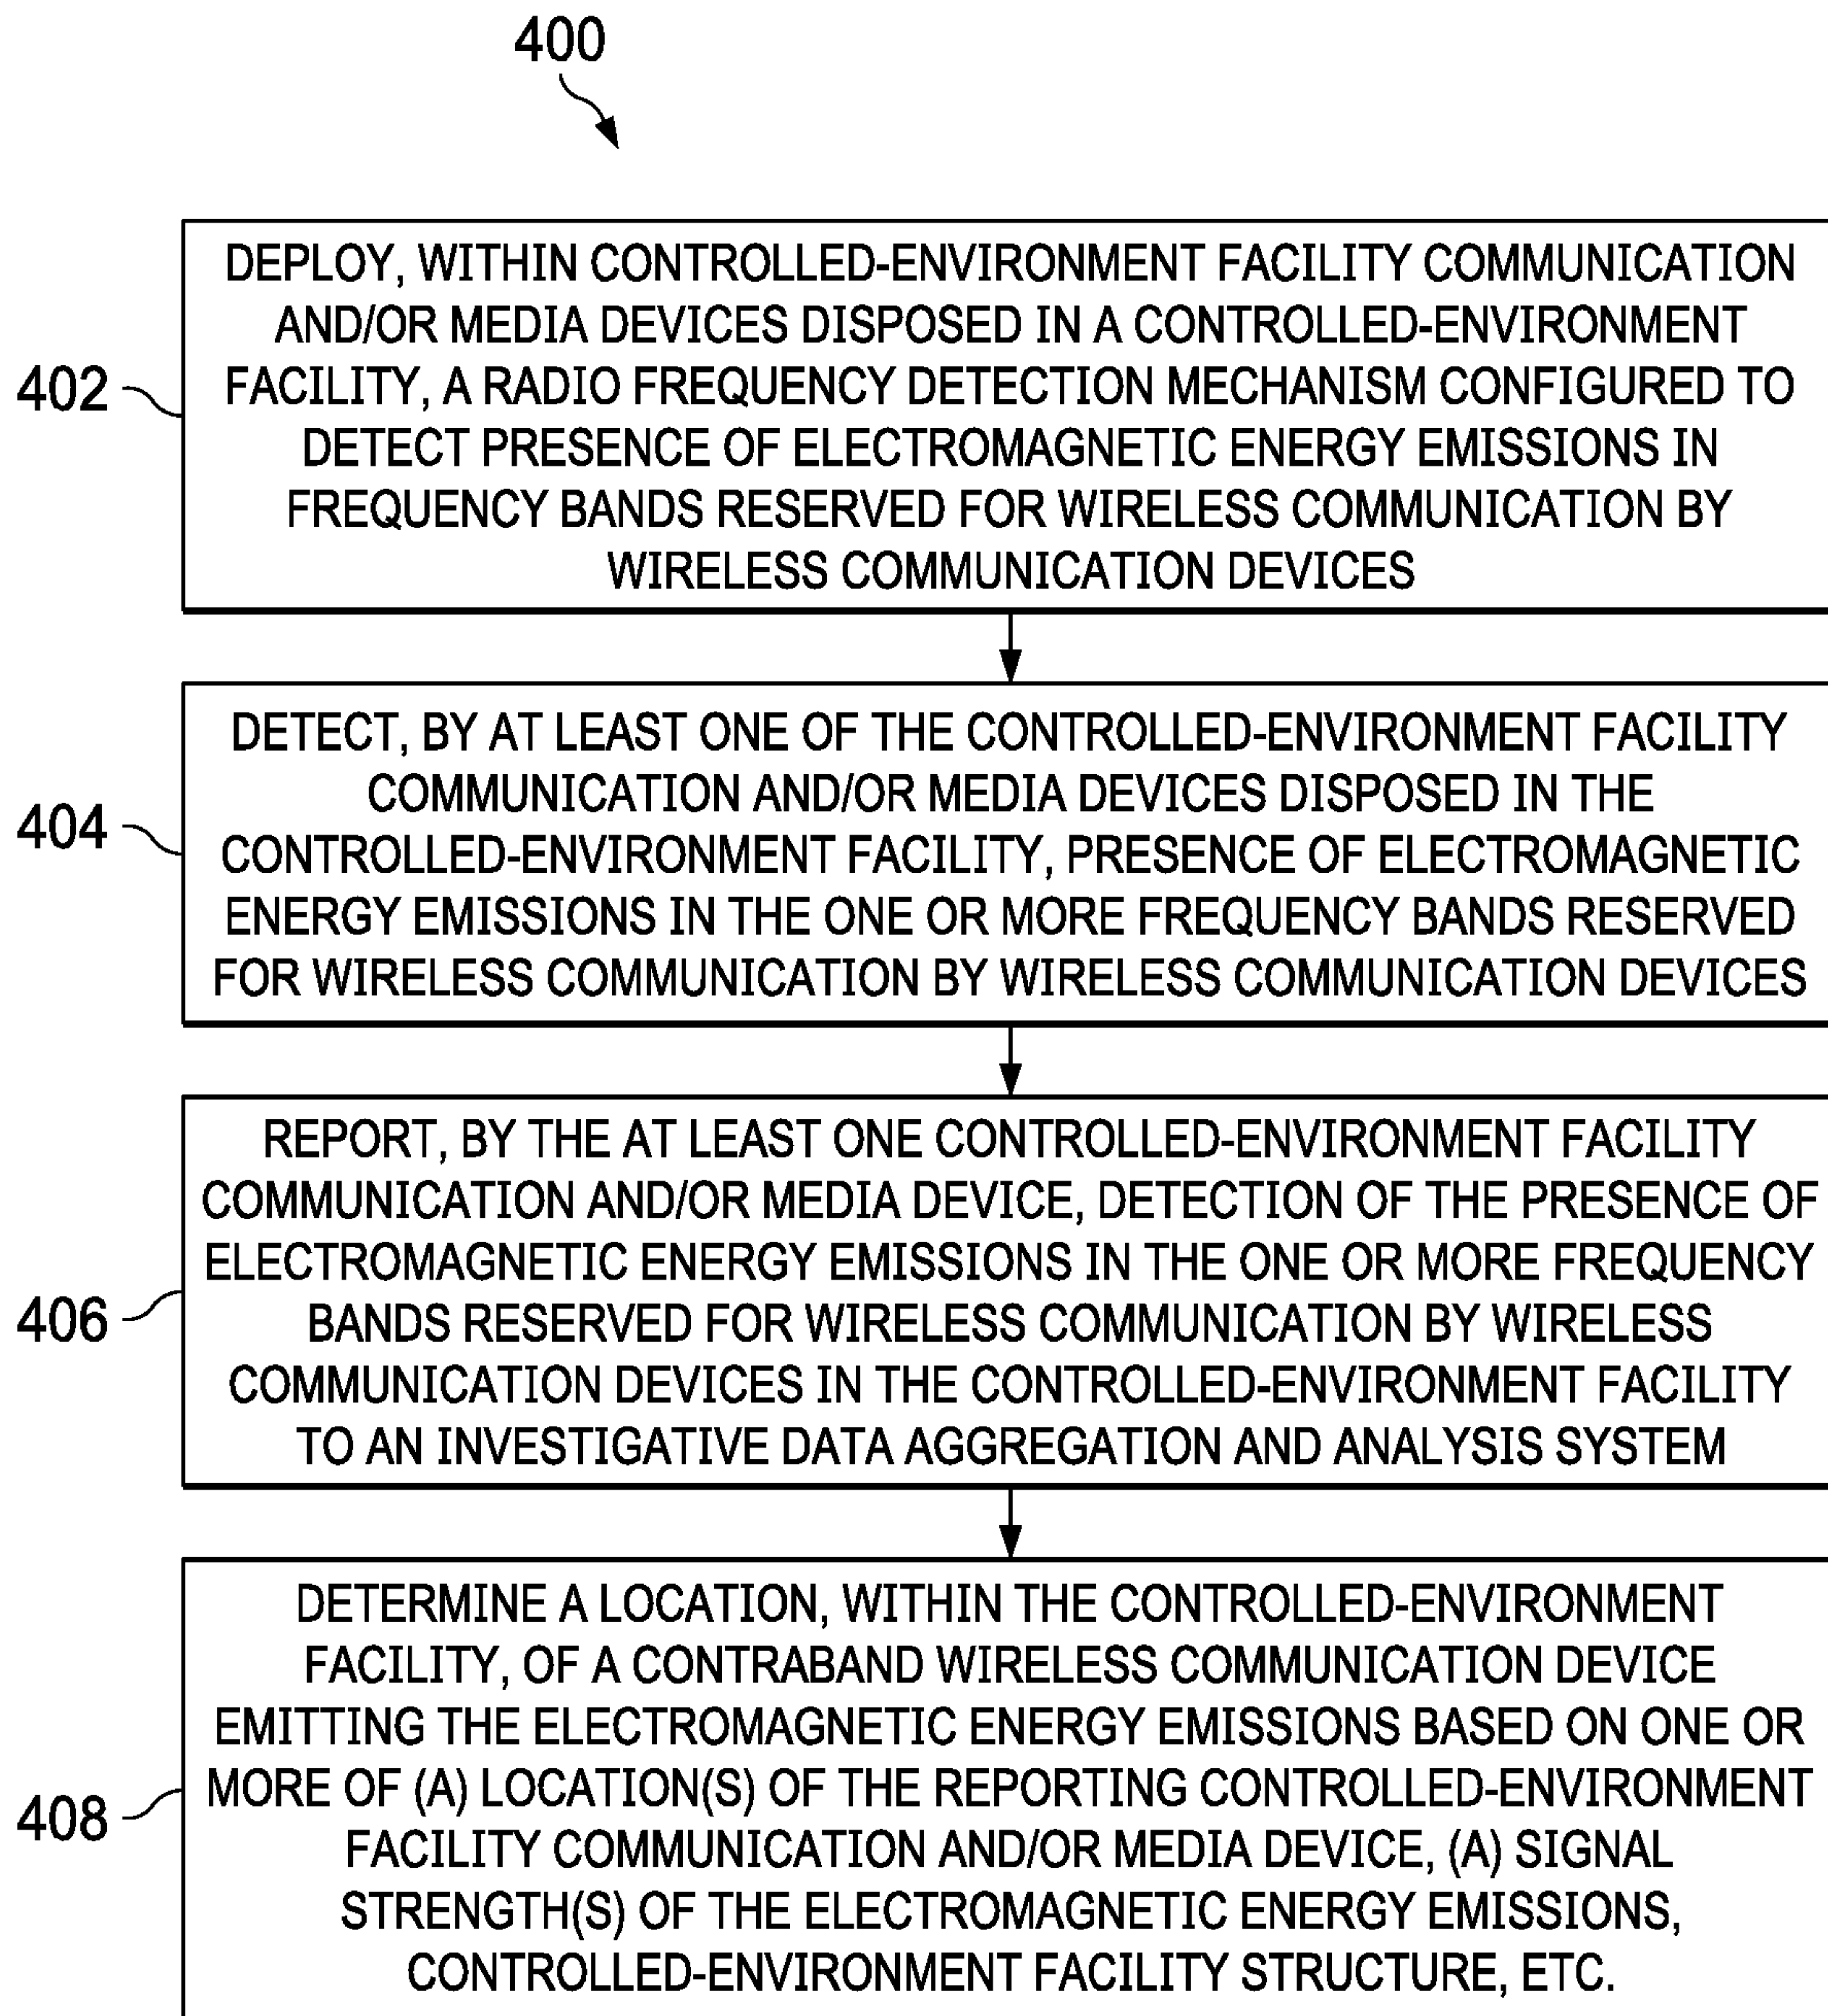 400
DEPLOY, WITHIN CONTROLLED-ENVIRONMENT FACILITY COMMUNICATION
AND/OR MEDIA DEVICES DISPOSED IN A CONTROLLED-ENVIRONMENT
FACILITY, A RADIO FREQUENCY DETECTION MECHANISM CONFIGURED TO
DETECT PRESENCE OF ELECTROMAGNETIC ENERGY EMISSIONS IN
FREQUENCY BANDS RESERVED FOR WIRELESS COMMUNICATION BY
WIRELESS COMMUNICATION DEVICES
402
DETECT, BY AT LEAST ONE OF THE CONTROLLED-ENVIRONMENT FACILITY
COMMUNICATION AND/OR MEDIA DEVICES DISPOSED IN THE
CONTROLLED-ENVIRONMENT FACILITY, PRESENCE OF ELECTROMAGNETIC
ENERGY EMISSIONS IN THE ONE OR MORE FREQUENCY BANDS RESERVED
FOR WIRELESS COMMUNICATION BY WIRELESS COMMUNICATION DEVICES
404
REPORT, BY THE AT LEAST ONE CONTROLLED-ENVIRONMENT FACILITY
COMMUNICATION AND/OR MEDIA DEVICE, DETECTION OF THE PRESENCE OF
ELECTROMAGNETIC ENERGY EMISSIONS IN THE ONE OR MORE FREQUENCY
BANDS RESERVED FOR WIRELESS COMMUNICATION BY WIRELESS
COMMUNICATION DEVICES IN THE CONTROLLED-ENVIRONMENT FACILITY
TO AN INVESTIGATIVE DATA AGGREGATION AND ANALYSIS SYSTEM
406
DETERMINE A LOCATION, WITHIN THE CONTROLLED-ENVIRONMENT
FACILITY, OF A CONTRABAND WIRELESS COMMUNICATION DEVICE
EMITTING THE ELECTROMAGNETIC ENERGY EMISSIONS BASED ON ONE OR
MORE OF (A) LOCATION(S) OF THE REPORTING CONTROLLED-ENVIRONMENT
FACILITY COMMUNICATION AND/OR MEDIA DEVICE, (A) SIGNAL
STRENGTH(S) OF THE ELECTROMAGNETIC ENERGY EMISSIONS,
CONTROLLED-ENVIRONMENT FACILITY STRUCTURE, ETC.
408